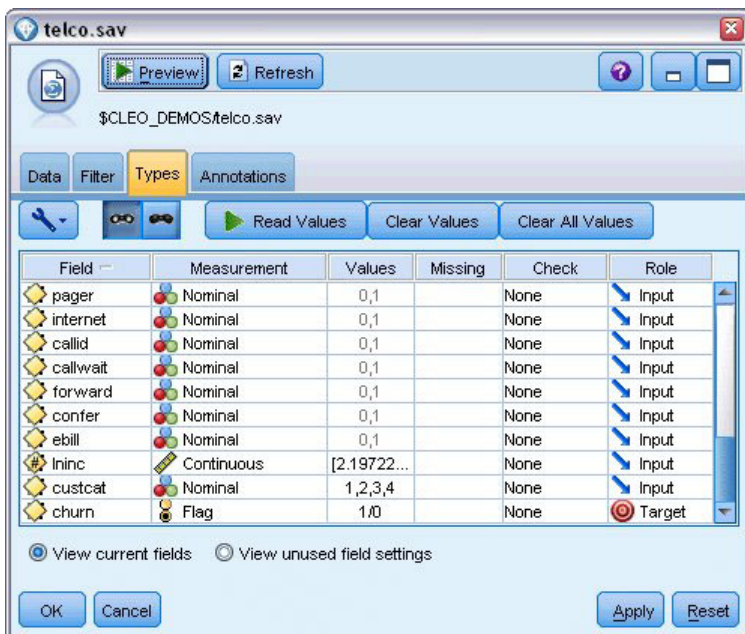 telco.sav
Preview Refresh
$CLEO_DEMOS/telco.sav
Data Filter Types Annotations
Read Values Clear Values Clear All Values
Field Measurement Values Missing Check Role
pager Nominal 0,1 None Input
internet Nominal 0,1 None Input
callid Nominal 0,1 None Input
callwait Nominal 0,1 None Input
forward Nominal 0,1 None Input
confer Nominal 0,1 None Input
ebill Nominal 0,1 None Input
lninc Continuous [2.19722... None Input
custcat Nominal 1,2,3,4 None Input
churn Flag 1/0 None Target
View current fields View unused field settings
OK Cancel Apply Reset